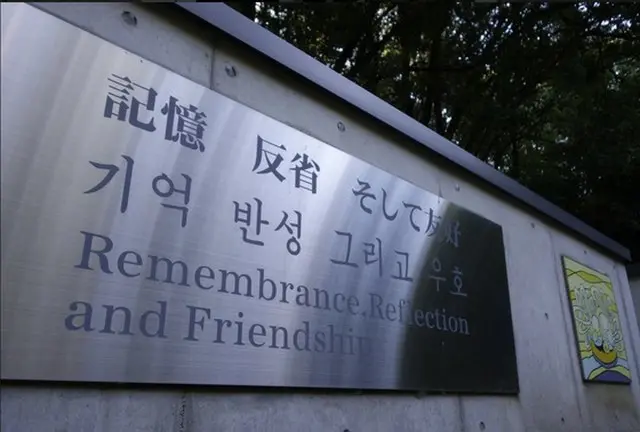 記憶 反省 そして友好
기억 반성 그리고 우호
Remembrance, Reflection
and Friendship